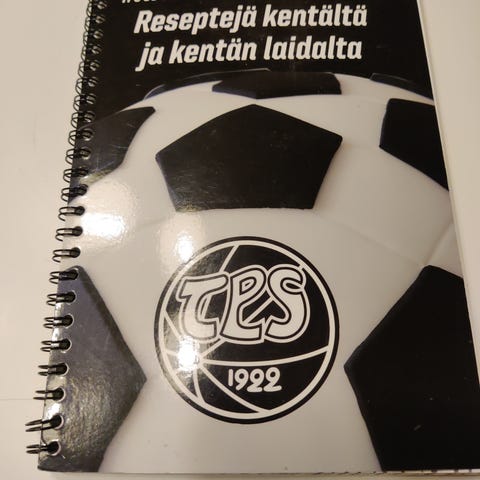 Reseptejä kentältä
ja kentän laidalta
TPS
1922